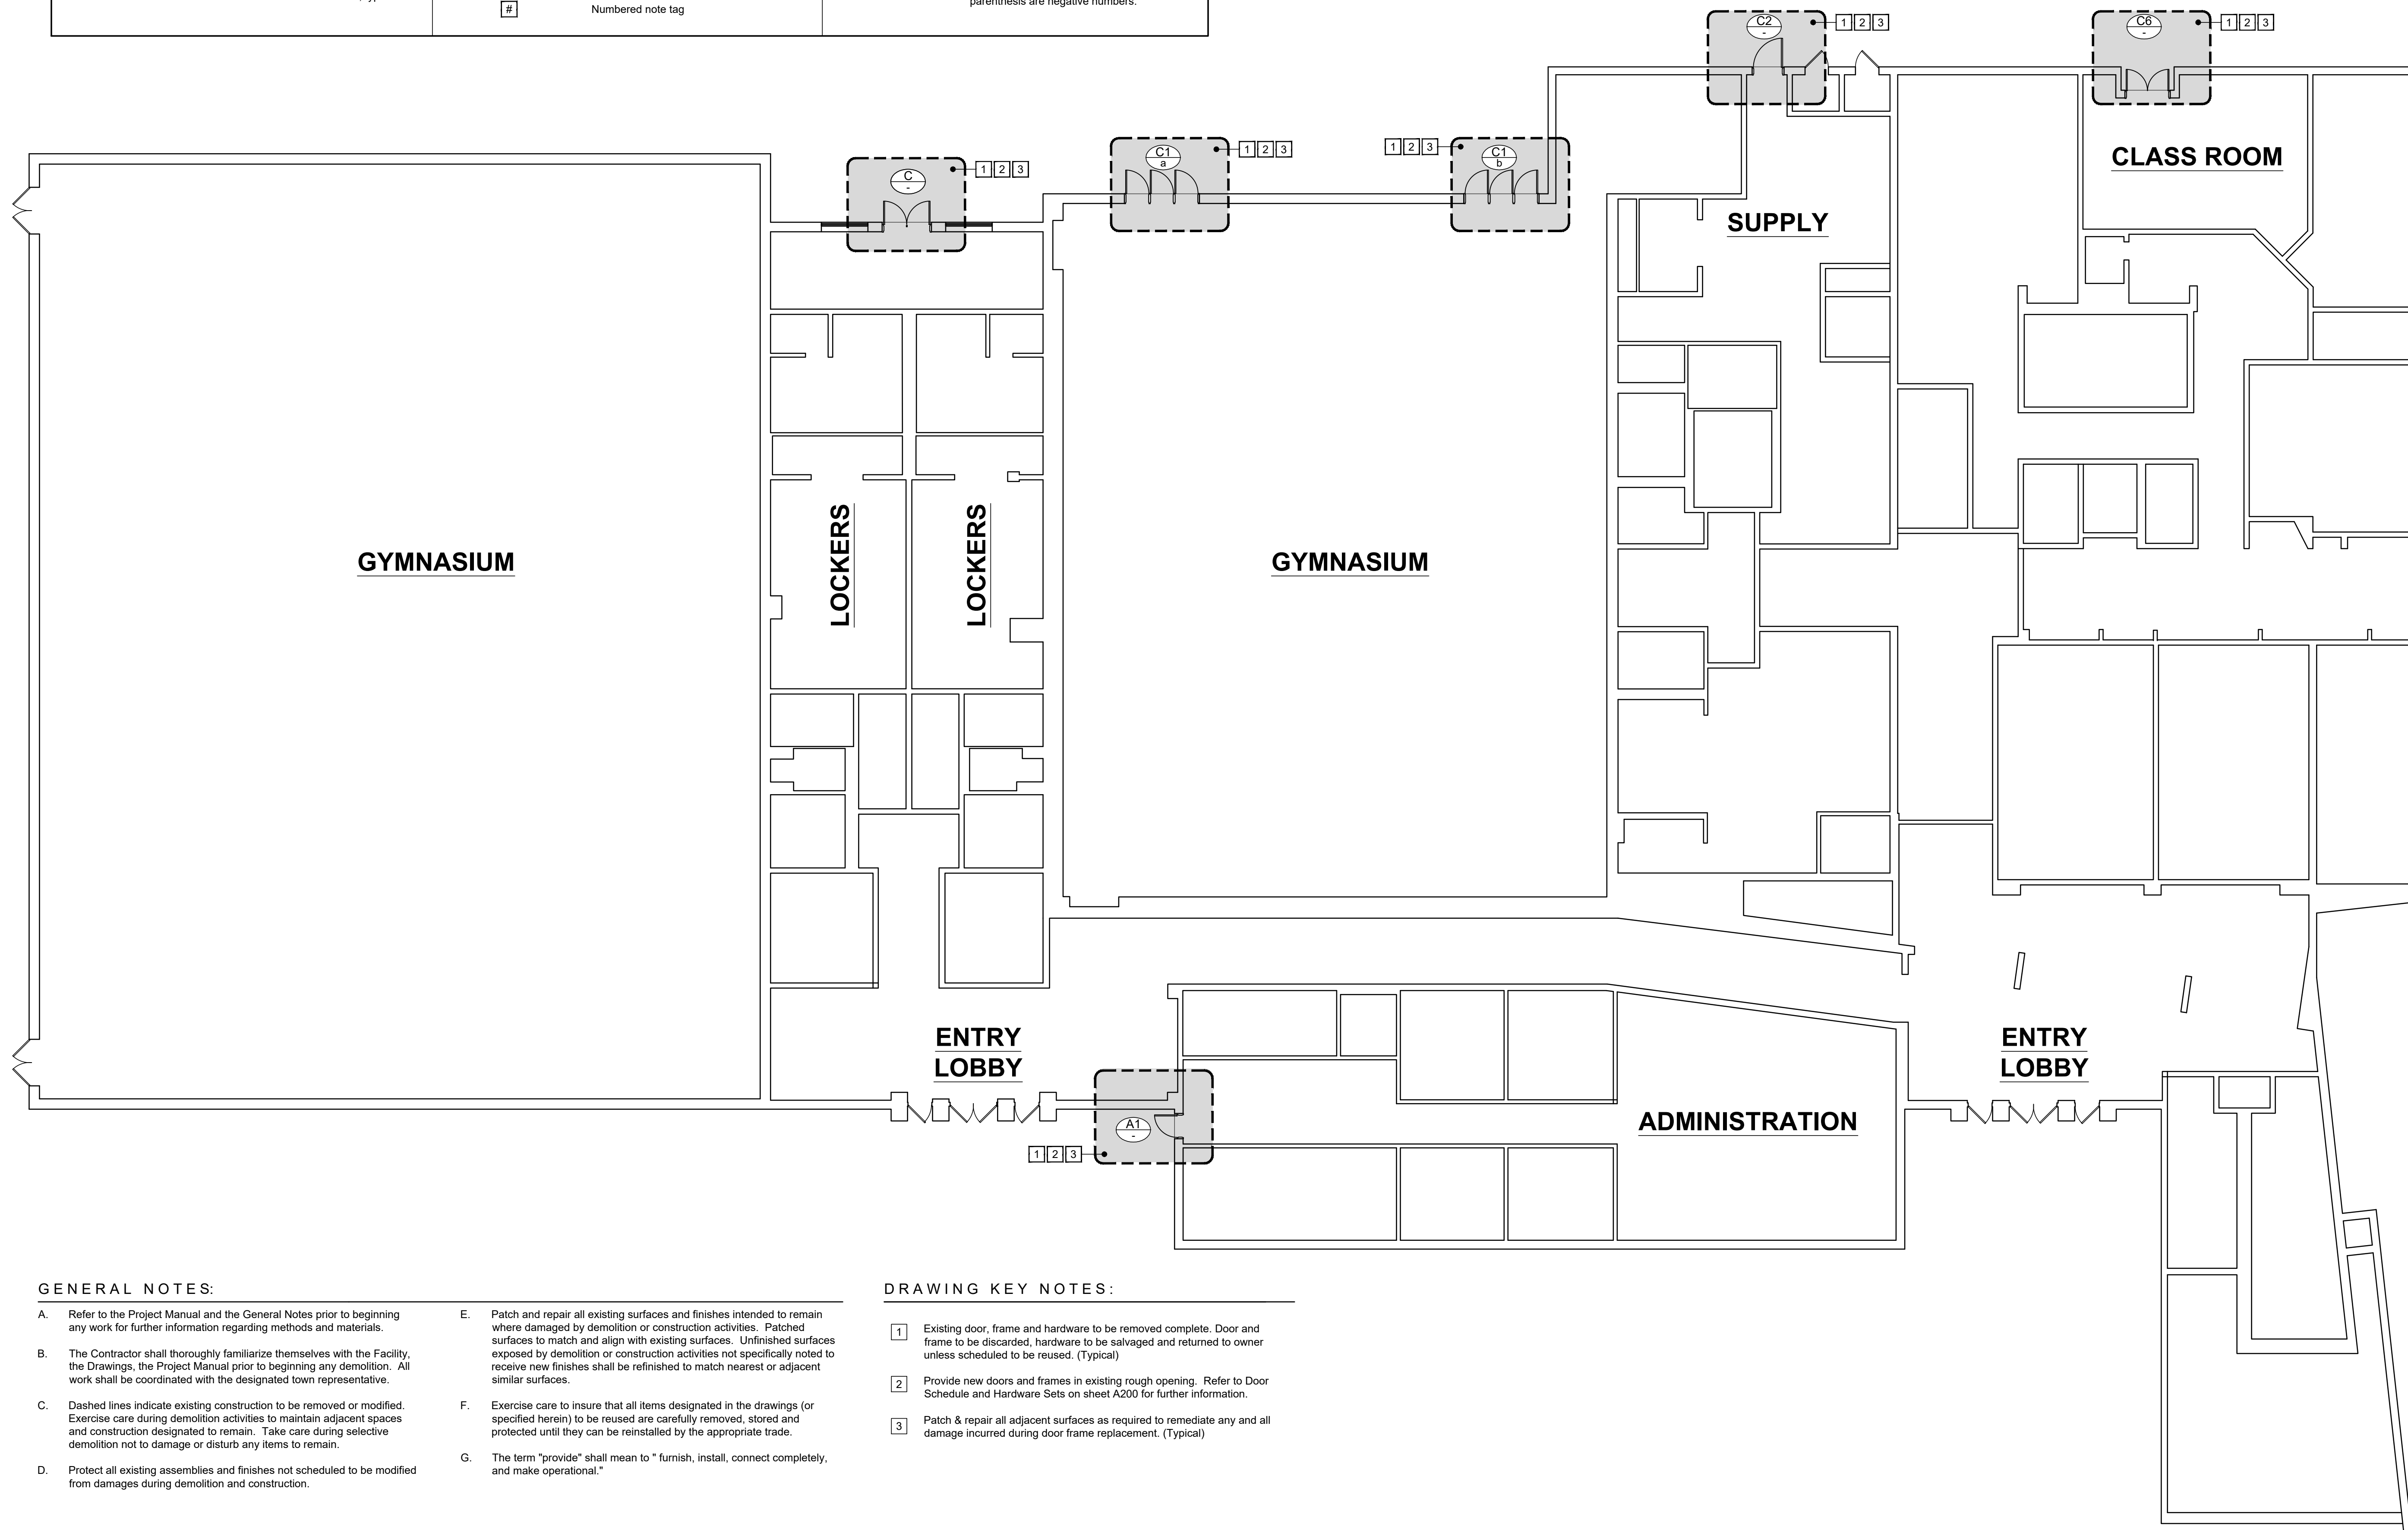 parenthesis are negative numbers.
#
Numbered note tag
C2
-
1 2 3
C6
-
1 2 3
C
-
1 2 3
C1
a
1 2 3
1 2 3
C1
b
CLASS ROOM
SUPPLY
GYMNASIUM
LOCKERS
LOCKERS
GYMNASIUM
ENTRY
LOBBY
ENTRY
LOBBY
A1
-
1 2 3
ADMINISTRATION
GENERAL NOTES:
A. Refer to the Project Manual and the General Notes prior to beginning
any work for further information regarding methods and materials.
B. The Contractor shall thoroughly familiarize themselves with the Facility,
the Drawings, the Project Manual prior to beginning any demolition. All
work shall be coordinated with the designated town representative.
C. Dashed lines indicate existing construction to be removed or modified.
Exercise care during demolition activities to maintain adjacent spaces
and construction designated to remain. Take care during selective
demolition not to damage or disturb any items to remain.
D. Protect all existing assemblies and finishes not scheduled to be modified
from damages during demolition and construction.
E. Patch and repair all existing surfaces and finishes intended to remain
where damaged by demolition or construction activities. Patched
surfaces to match and align with existing surfaces. Unfinished surfaces
exposed by demolition or construction activities not specifically noted to
receive new finishes shall be refinished to match nearest or adjacent
similar surfaces.
F. Exercise care to insure that all items designated in the drawings (or
specified herein) to be reused are carefully removed, stored and
protected until they can be reinstalled by the appropriate trade.
G. The term "provide" shall mean to " furnish, install, connect completely,
and make operational."
DRAWING KEY NOTES:
1 Existing door, frame and hardware to be removed complete. Door and
frame to be discarded, hardware to be salvaged and returned to owner
unless scheduled to be reused. (Typical)
2 Provide new doors and frames in existing rough opening. Refer to Door
Schedule and Hardware Sets on sheet A200 for further information.
3 Patch & repair all adjacent surfaces as required to remediate any and all
damage incurred during door frame replacement. (Typical)